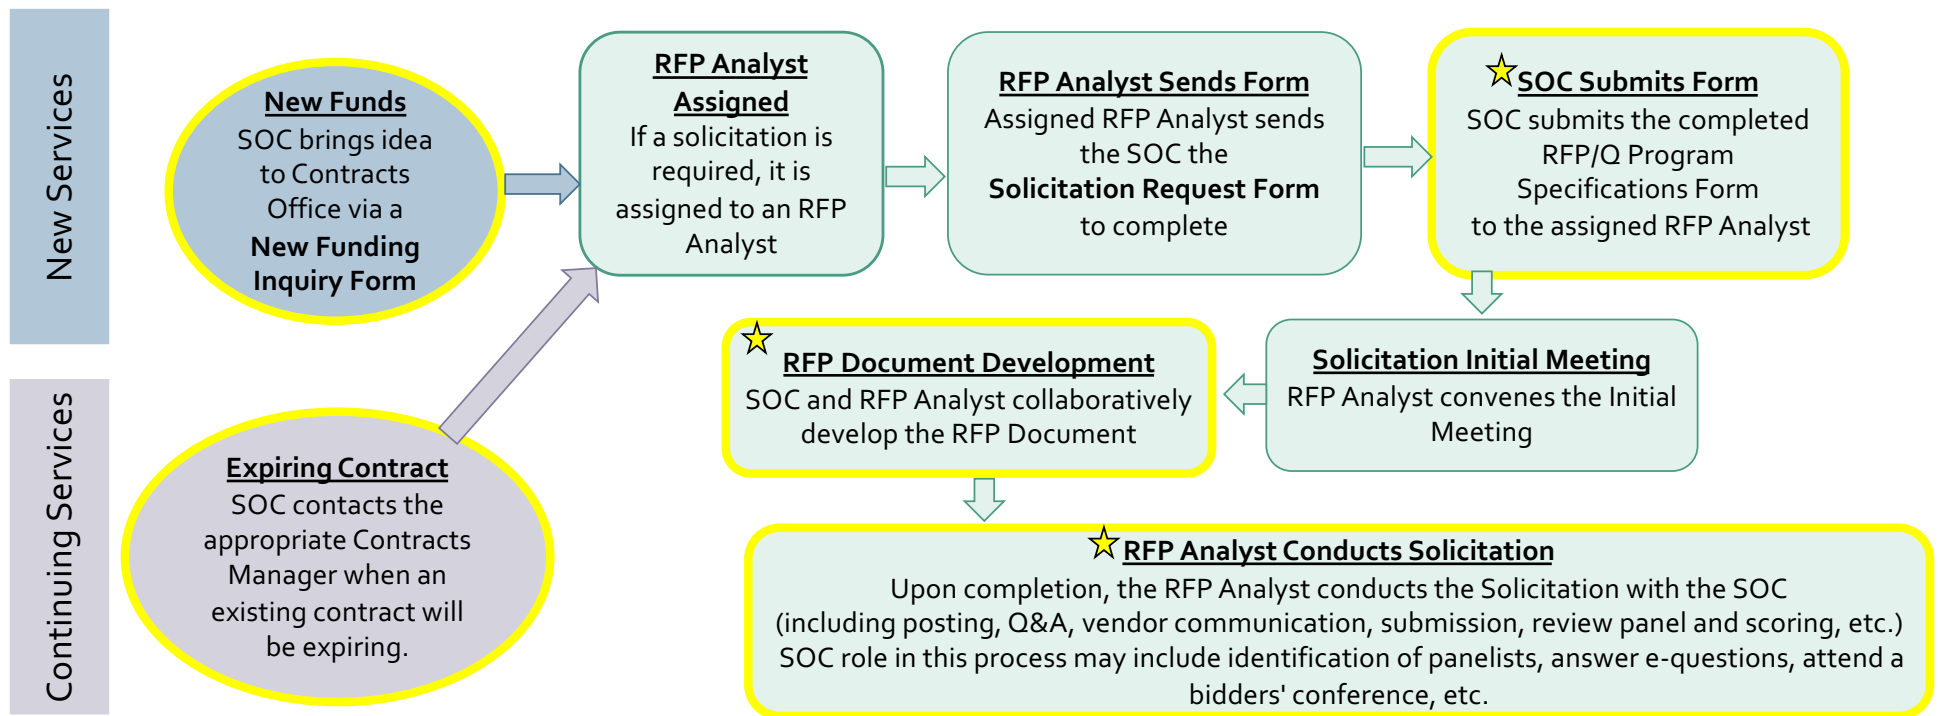 New Services
New Funds
SOC brings idea
to Contracts
Office via a
New Funding
Inquiry Form
RFP Analyst
Assigned
If a solicitation is
required, it is
assigned to an RFP
Analyst
RFP Analyst Sends Form
Assigned RFP Analyst sends
the SOC the
Solicitation Request Form
to complete
SOC Submits Form
SOC submits the completed
RFP/Q Program
Specifications Form
to the assigned RFP Analyst
Solicitation Initial Meeting
RFP Analyst convenes the Initial
Meeting
RFP Document Development
SOC and RFP Analyst collaboratively
develop the RFP Document
Continuing Services
Expiring Contract
SOC contacts the
appropriate Contracts
Manager when an
existing contract will
be expiring.
RFP Analyst Conducts Solicitation
Upon completion, the RFP Analyst conducts the Solicitation with the SOC
(including posting, Q&A, vendor communication, submission, review panel and scoring, etc.)
SOC role in this process may include identification of panelists, answer e-questions, attend a
bidders' conference, etc.